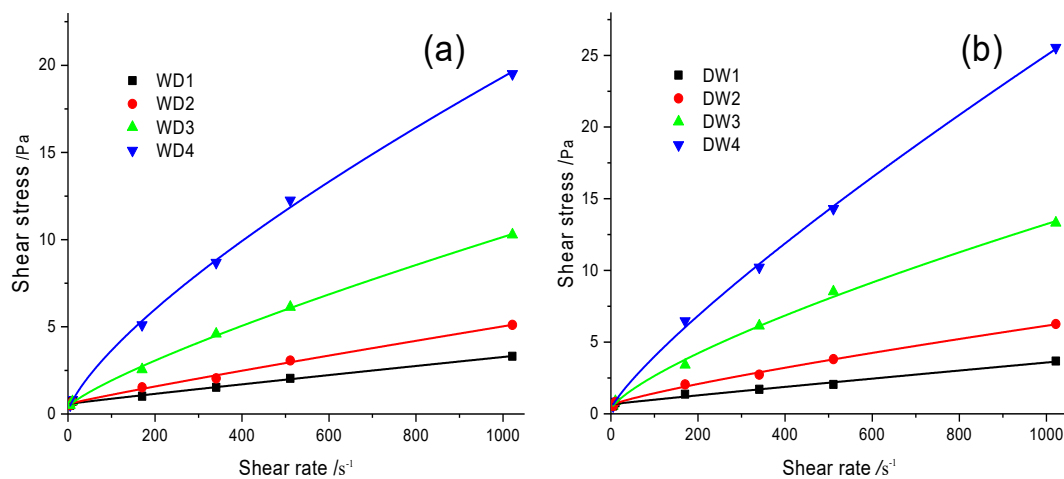 (a)
WD1
WD2
WD3
WD4
Shear stress /Pa
20
15
10
5
0
0 200 400 600 800 1000
Shear rate /s⁻¹
(b)
DW1
DW2
DW3
DW4
Shear stress /Pa
25
20
15
10
5
0
0 200 400 600 800 1000
Shear rate /s⁻¹